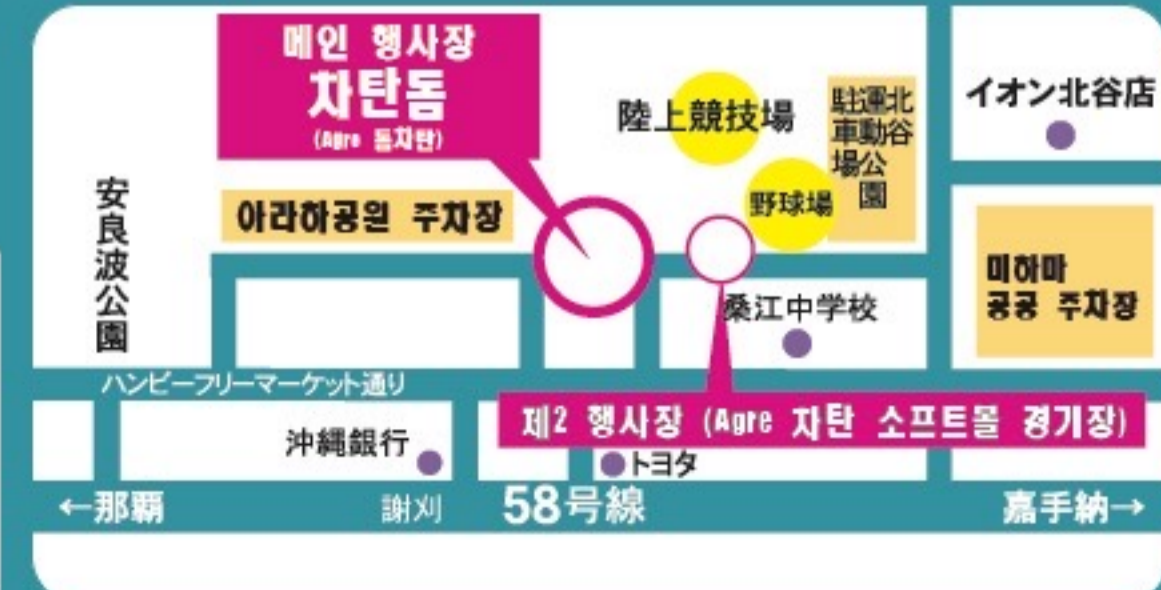 메인 행사장
차탄돔
(Agre 돔차탄)
陸上競技場
北谷
運動公園
駐車場
イオン北谷店
安良波公園
아라하공원 주차장
野球場
미하마
공공 주차장
桑江中学校
ハンビーフリーマーケット通り
제2 행사장 (Agre 차탄 소프트볼 경기장)
沖縄銀行
トヨタ
←那覇
謝刈
58号線
嘉手納→